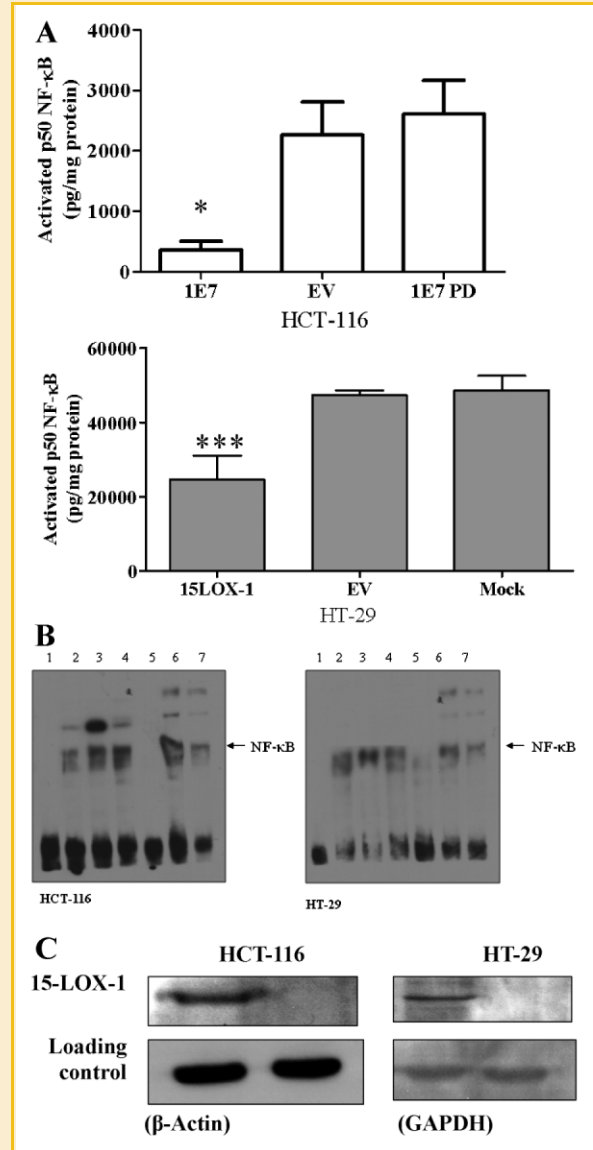 A
Activated p50 NF-κB
(pg/mg protein)
4000
3000
2000
1000
0
*
1E7
EV
1E7 PD
HCT-116
Activated p50 NF-κB
(pg/mg protein)
60000
40000
20000
0
***
15LOX-1
EV
Mock
HT-29
B
1 2 3 4 5 6 7
NF-κB
HCT-116
1 2 3 4 5 6 7
NF-κB
HT-29
C
HCT-116
HT-29
15-LOX-1
Loading
control
(β-Actin)
(GAPDH)